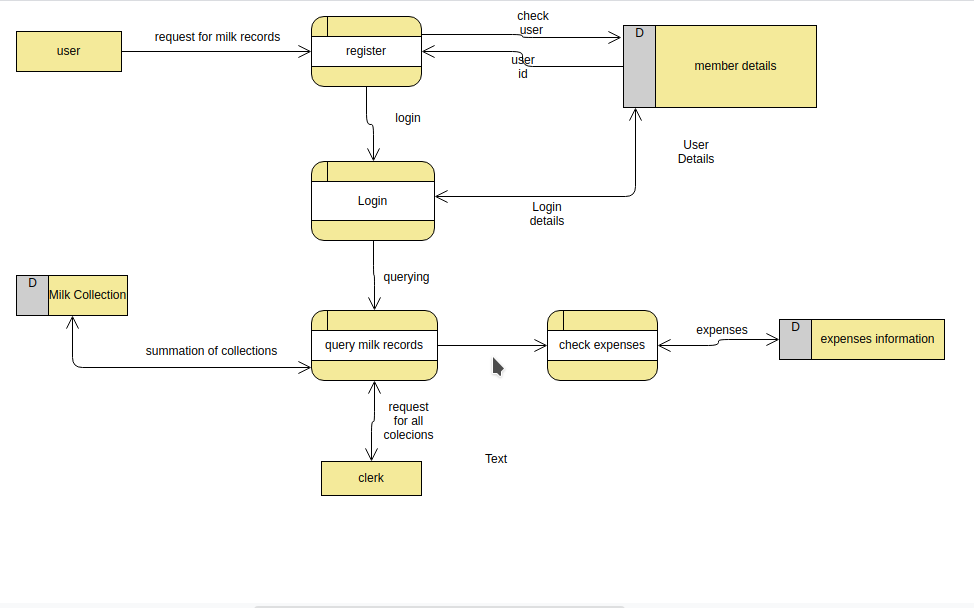 check
user
request for milk records
D
user
register
member details
user
id
login
User
Details
Login
Login
details
querying
D
Milk Collection
D
expenses
summation of collections
query milk records
check expenses
expenses information
request
for all
colecions
Text
clerk